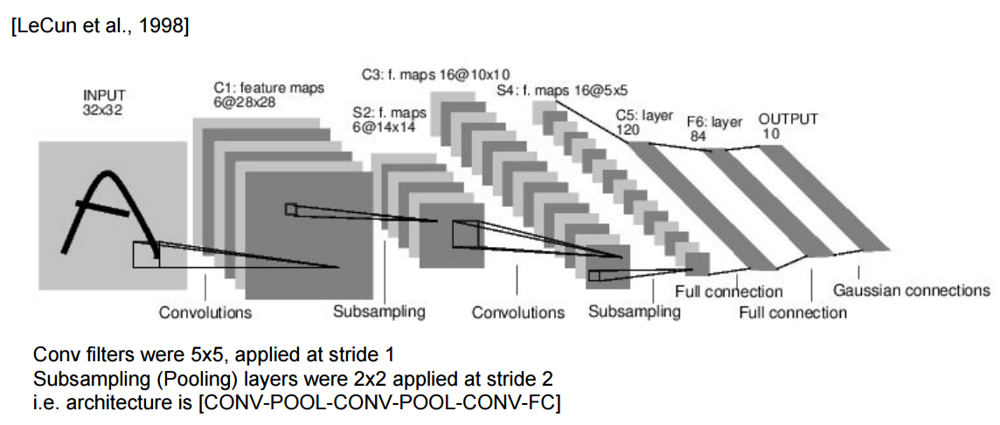 [LeCun et al., 1998]
INPUT
32x32
C1: feature maps
6@28x28
S2: f. maps
6@14x14
C3: f. maps 16@10x10
S4: f. maps 16@5x5
C5: layer
120
F6: layer
84
OUTPUT
10
Convolutions
Subsampling
Convolutions
Subsampling
Full connection
Full connection
Gaussian connections
Conv filters were 5x5, applied at stride 1
Subsampling (Pooling) layers were 2x2 applied at stride 2
i.e. architecture is [CONV-POOL-CONV-POOL-CONV-FC]